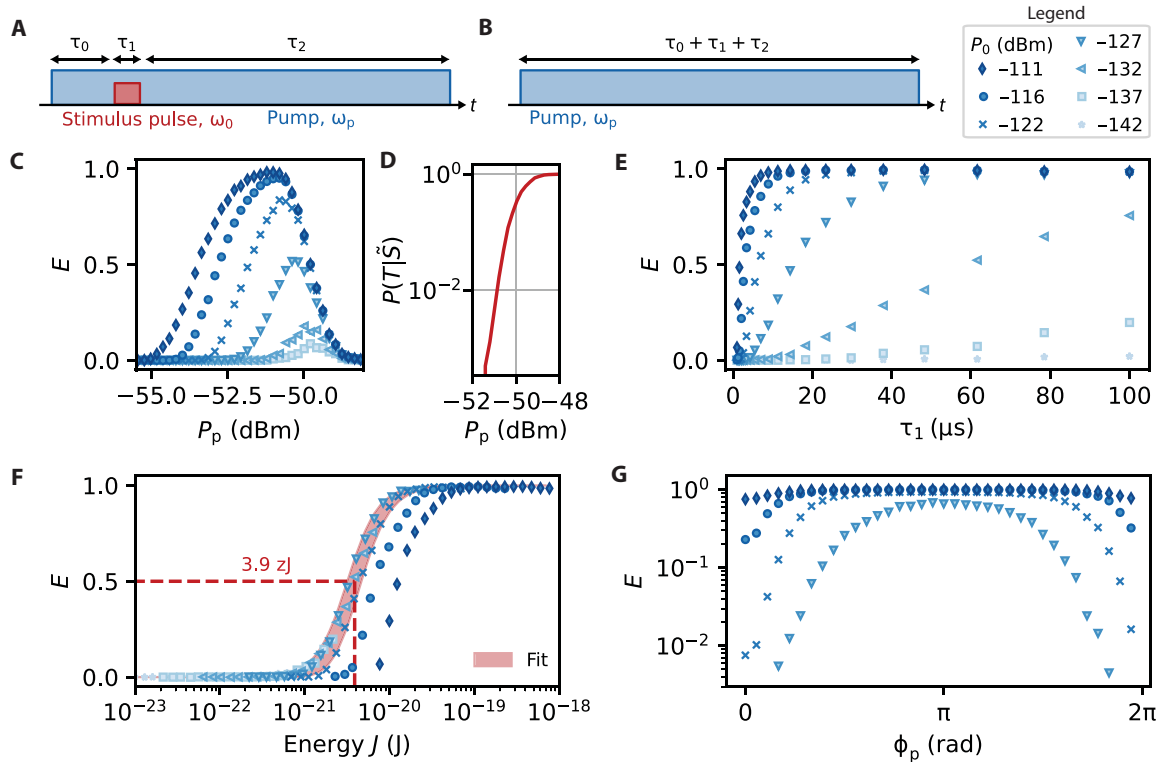 A
τ0
τ1
τ2
t
Stimulus pulse, ω0
Pump, ωp
B
τ0 + τ1 + τ2
t
Pump, ωp
Legend
P0 (dBm)
−111
−116
−122
−127
−132
−137
−142
C
1.0
0.5
0.0
E
−55.0
−52.5
−50.0
Pp (dBm)
D
10^0
10^−2
P(T|S̃)
−52
−50
−48
Pp (dBm)
E
1.0
0.5
0.0
E
0
20
40
60
80
100
τ1 (μs)
F
1.0
0.5
0.0
E
3.9 zJ
Fit
10^−23
10^−22
10^−21
10^−20
10^−19
10^−18
Energy J (J)
G
10^0
10^−1
10^−2
E
0
π
2π
ϕp (rad)